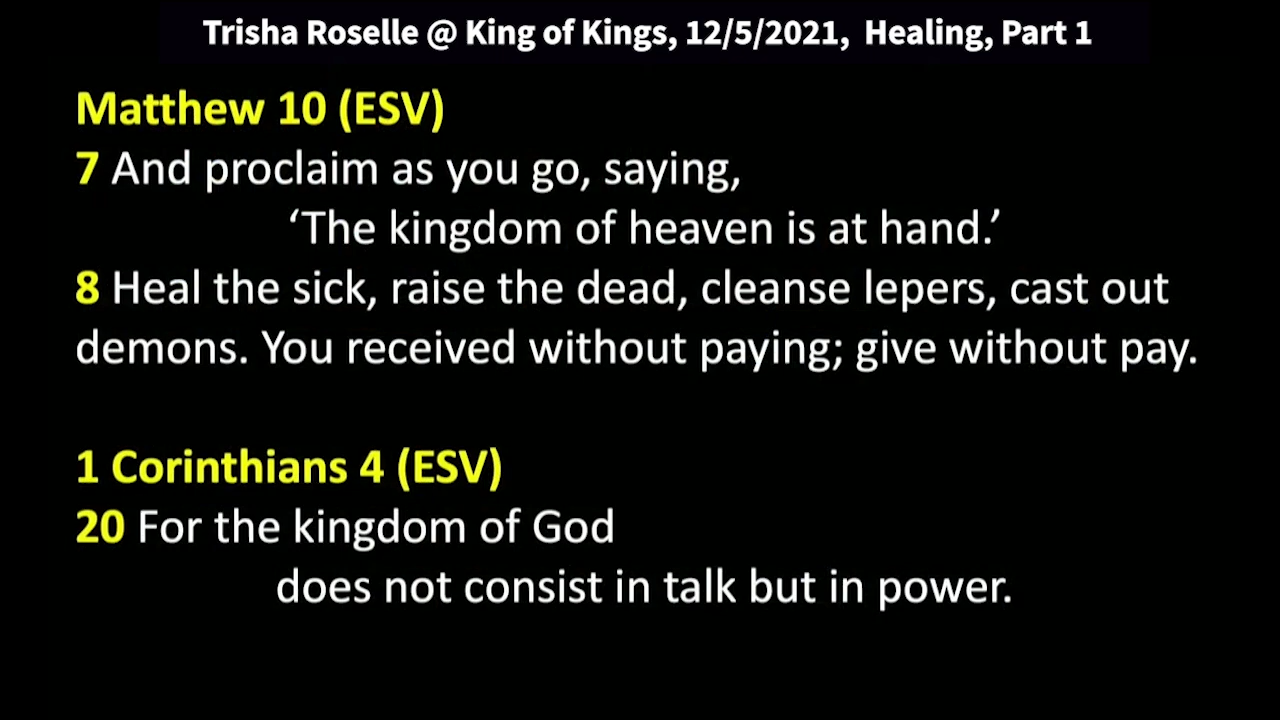 Trisha Roselle @ King of Kings, 12/5/2021,  Healing, Part 1
Matthew 10 (ESV)
7 And proclaim as you go, saying,
‘The kingdom of heaven is at hand.’
8 Heal the sick, raise the dead, cleanse lepers, cast out
demons. You received without paying; give without pay.
1 Corinthians 4 (ESV)
20 For the kingdom of God
does not consist in talk but in power.